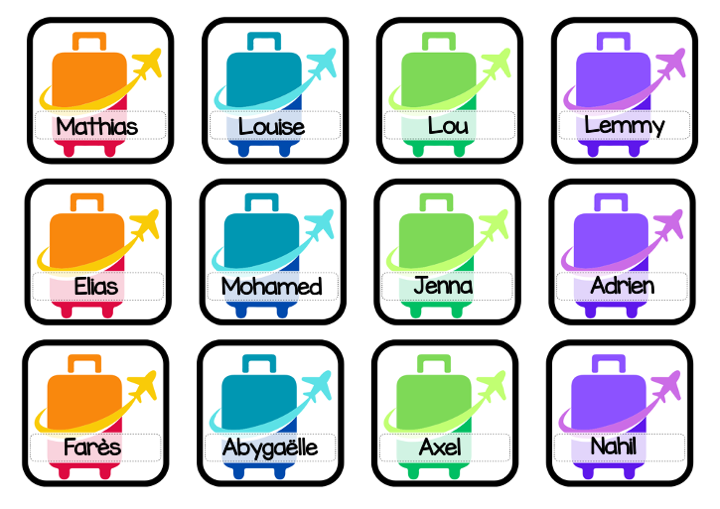 Mathias
Louise
Lou
Lemmy
Elias
Mohamed
Jenna
Adrien
Farès
Abygaëlle
Axel
Nahil